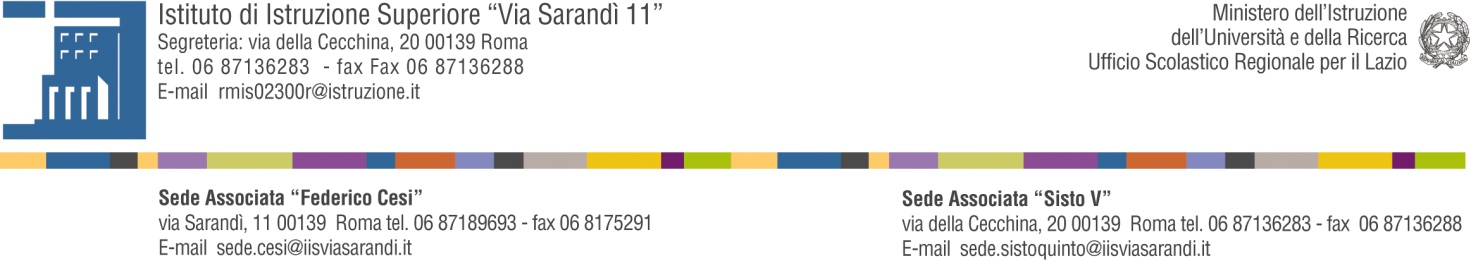 Istituto di Istruzione Superiore “Via Sarandì 11”
Segreteria: via della Cecchina, 20 00139 Roma
tel. 06 87136283 - fax Fax 06 87136288
E-mail rmis02300r@istruzione.it
Ministero dell’Istruzione
dell’Università e della Ricerca
Ufficio Scolastico Regionale per il Lazio
Sede Associata “Federico Cesi”
via Sarandì, 11 00139 Roma tel. 06 87189693 - fax 06 8175291
E-mail sede.cesi@iisviasarandi.it
Sede Associata “Sisto V”
via della Cecchina, 20 00139 Roma tel. 06 87136283 - fax 06 87136288
E-mail sede.sistoquinto@iisviasarandi.it